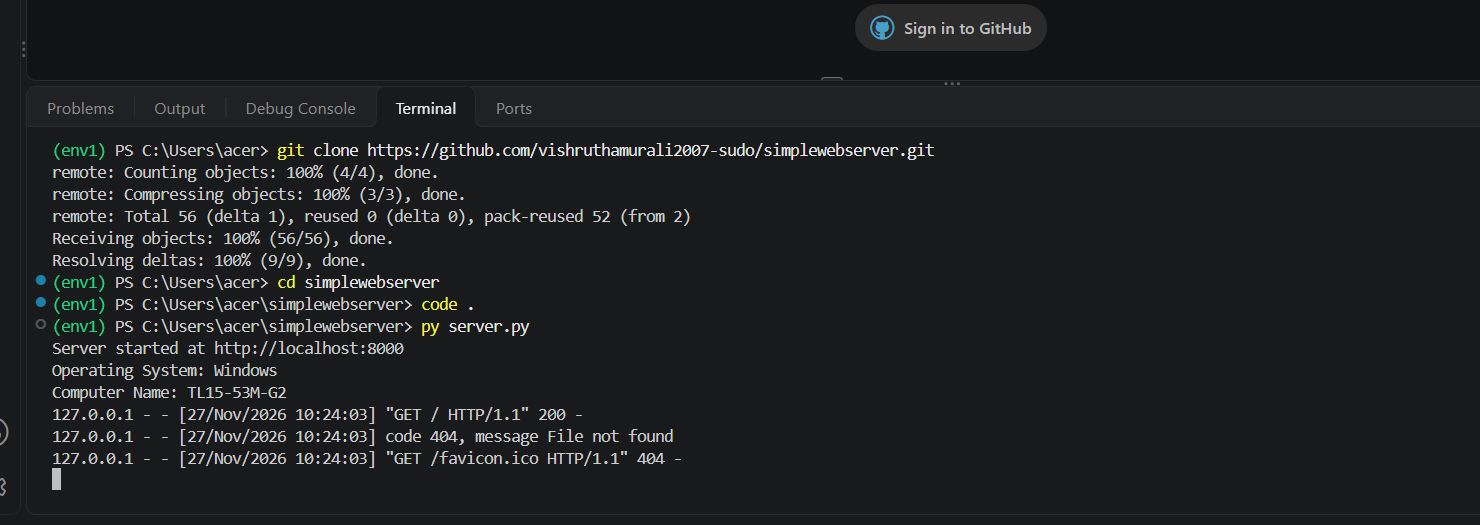 Sign in to GitHub
Problems Output Debug Console Terminal Ports
(env1) PS C:\Users\acer> git clone https://github.com/vishruthamurali2007-sudo/simplewebserver.git
remote: Counting objects: 100% (4/4), done.
remote: Compressing objects: 100% (3/3), done.
remote: Total 56 (delta 1), reused 0 (delta 0), pack-reused 52 (from 2)
Receiving objects: 100% (56/56), done.
Resolving deltas: 100% (9/9), done.
(env1) PS C:\Users\acer> cd simplewebserver
(env1) PS C:\Users\acer\simplewebserver> code .
(env1) PS C:\Users\acer\simplewebserver> py server.py
Server started at http://localhost:8000
Operating System: Windows
Computer Name: TL15-53M-G2
127.0.0.1 - - [27/Nov/2026 10:24:03] "GET / HTTP/1.1" 200 -
127.0.0.1 - - [27/Nov/2026 10:24:03] code 404, message File not found
127.0.0.1 - - [27/Nov/2026 10:24:03] "GET /favicon.ico HTTP/1.1" 404 -